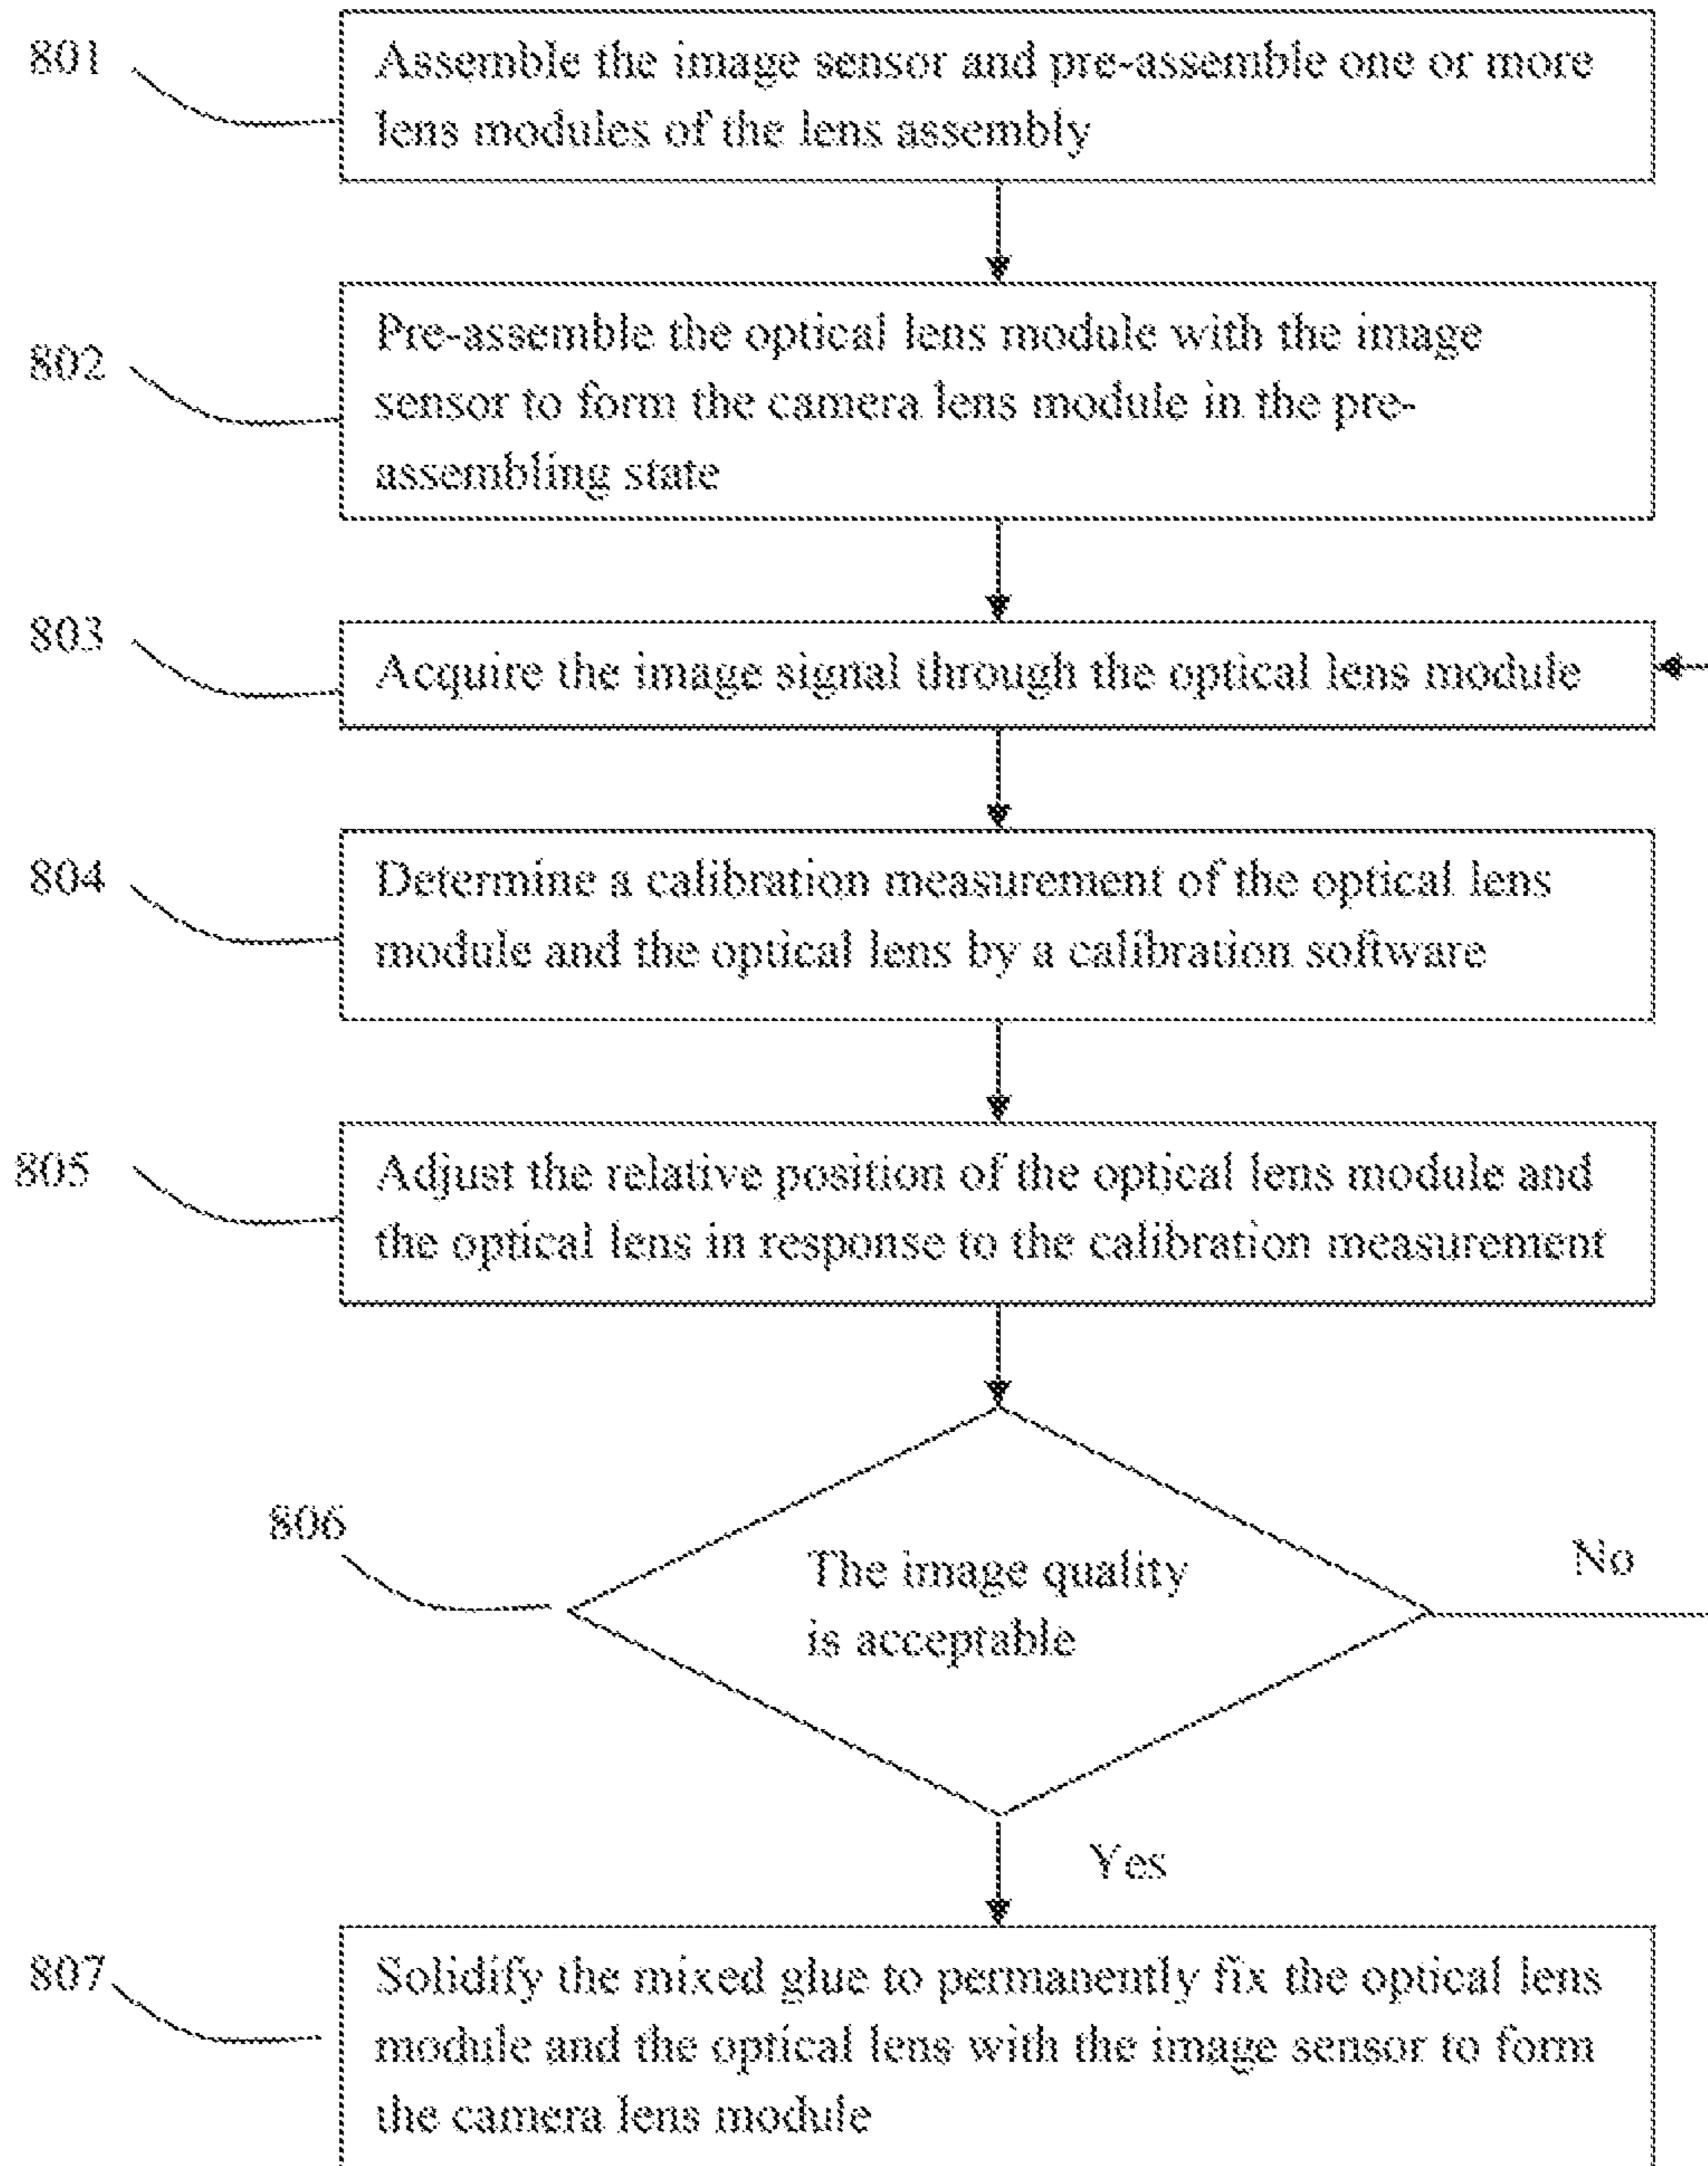 801
Assemble the image sensor and pre-assemble one or more
lens modules of the lens assembly
802
Pre-assemble the optical lens module with the image
sensor to form the camera lens module in the pre-
assembling state
803
Acquire the image signal through the optical lens module
804
Determine a calibration measurement of the optical lens
module and the optical lens by a calibration software
805
Adjust the relative position of the optical lens module and
the optical lens in response to the calibration measurement
806
The image quality
is acceptable
No
Yes
807
Solidify the mixed glue to permanently fix the optical lens
module and the optical lens with the image sensor to form
the camera lens module